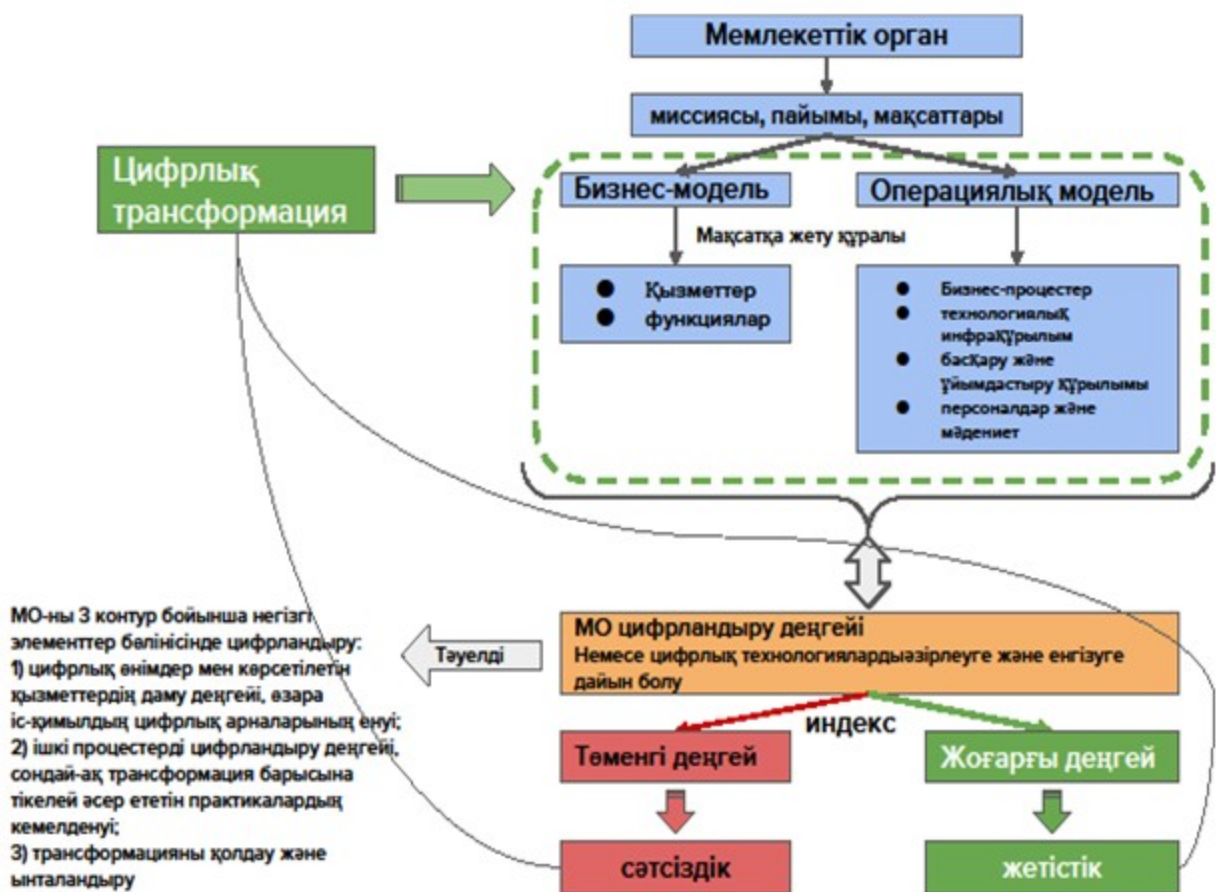 Мемлекеттік орган
миссиясы, пайымы, мақсаттары
Цифрлық
трансформация
Бизнес-модель
Операциялық модель
Мақсатқа жету құралы
● Қызметтер
● функциялар
● Бизнес-процестер
● технологиялық
инфрақұрылым
● басқару және
ұйымдастыру құрылымы
● персоналдар және
мәдениет
МО-ны 3 контур бойынша негізгі
элементтер бөлінісінде цифрландыру:
1) цифрлық өнімдер мен көрсетілетін
қызметтердің даму деңгейі, өзара
іс-қимылдың цифрлық арналарының енуі;
2) ішкі процестерді цифрландыру деңгейі,
сондай-ақ трансформация барысына
тікелей әсер ететін практикалардың
кемелденуі;
3) трансформацияны қолдау және
ынталандыру
Тәуелді
МО цифрландыру деңгейі
Немесе цифрлық технологиялардыәзірлеуге және енгізуге
дайын болу
индекс
Төменгі деңгей
Жоғарғы деңгей
сәтсіздік
жетістік